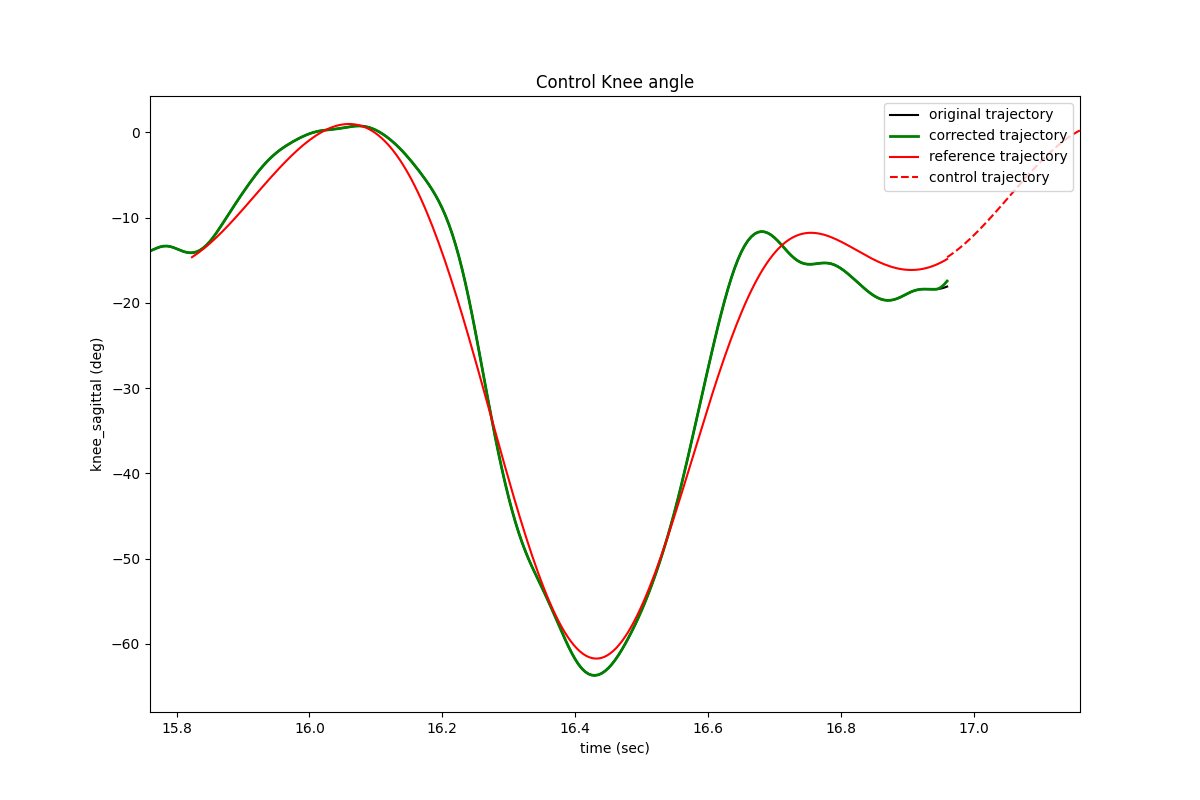 Control Knee angle
original trajectory
corrected trajectory
reference trajectory
control trajectory
knee_sagittal (deg)
0
−10
−20
−30
−40
−50
−60
15.8 16.0 16.2 16.4 16.6 16.8 17.0
time (sec)